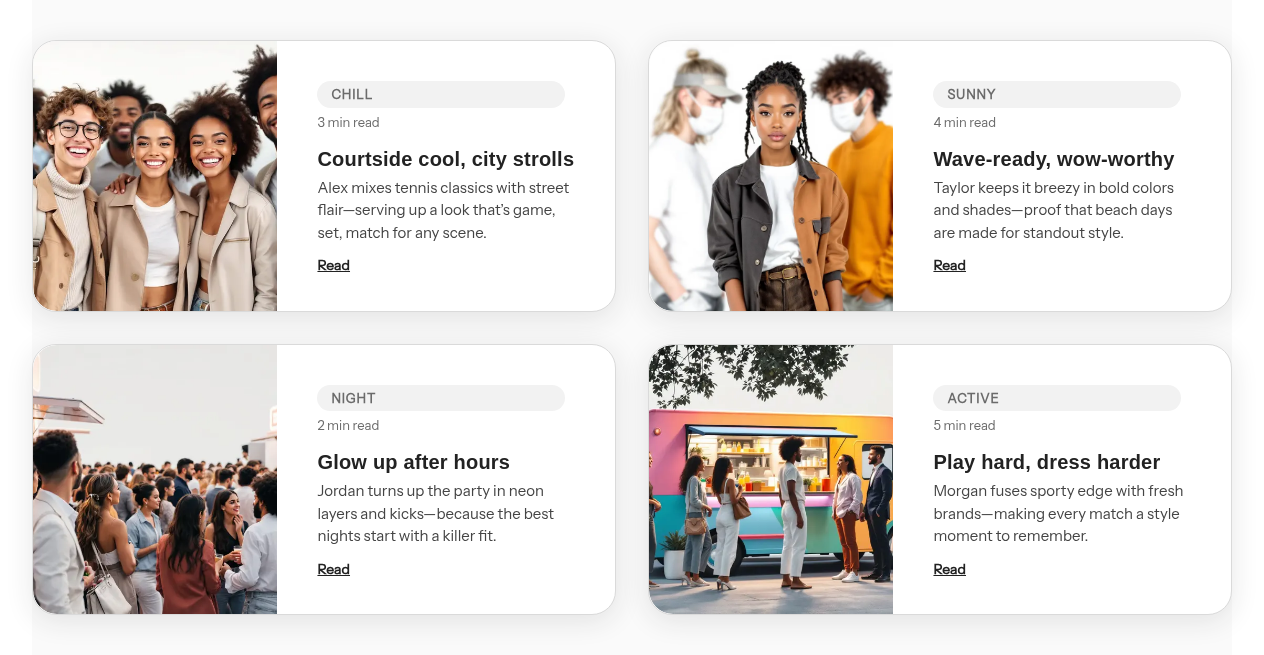 CHILL
3 min read
Courtside cool, city strolls
Alex mixes tennis classics with street
flair—serving up a look that’s game,
set, match for any scene.
Read
SUNNY
4 min read
Wave-ready, wow-worthy
Taylor keeps it breezy in bold colors
and shades—proof that beach days
are made for standout style.
Read
NIGHT
2 min read
Glow up after hours
Jordan turns up the party in neon
layers and kicks—because the best
nights start with a killer fit.
Read
ACTIVE
5 min read
Play hard, dress harder
Morgan fuses sporty edge with fresh
brands—making every match a style
moment to remember.
Read